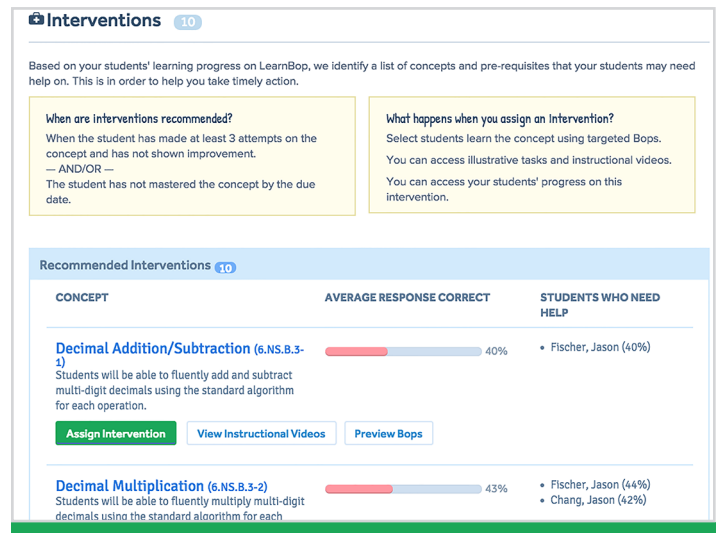 Interventions 10
Based on your students' learning progress on LearnBop, we identify a list of concepts and pre-requisites that your students may need
help on. This is in order to help you take timely action.
When are interventions recommended?
When the student has made at least 3 attempts on the
concept and has not shown improvement.
— AND/OR —
The student has not mastered the concept by the due
date.
What happens when you assign an Intervention?
Select students learn the concept using targeted Bops.
You can access illustrative tasks and instructional videos.
You can access your students' progress on this
intervention.
Recommended Interventions 10
CONCEPT
AVERAGE RESPONSE CORRECT
STUDENTS WHO NEED
HELP
Decimal Addition/Subtraction (6.NS.B.3-
1)
Students will be able to fluently add and subtract
multi-digit decimals using the standard algorithm
for each operation.
40%
• Fischer, Jason (40%)
Assign Intervention
View Instructional Videos
Preview Bops
Decimal Multiplication (6.NS.B.3-2)
Students will be able to fluently multiply multi-digit
decimals using the standard algorithm for each
43%
• Fischer, Jason (44%)
• Chang, Jason (42%)